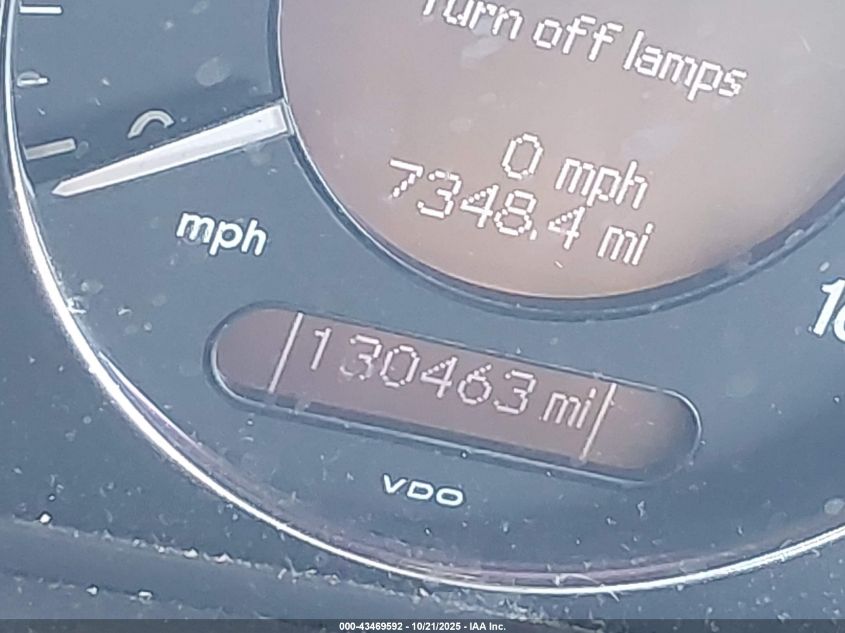 Turn off lamps
0 mph
7348.4 mi
mph
130463 mi
VDO
000-43469592 - 10/21/2025 - IAA Inc.